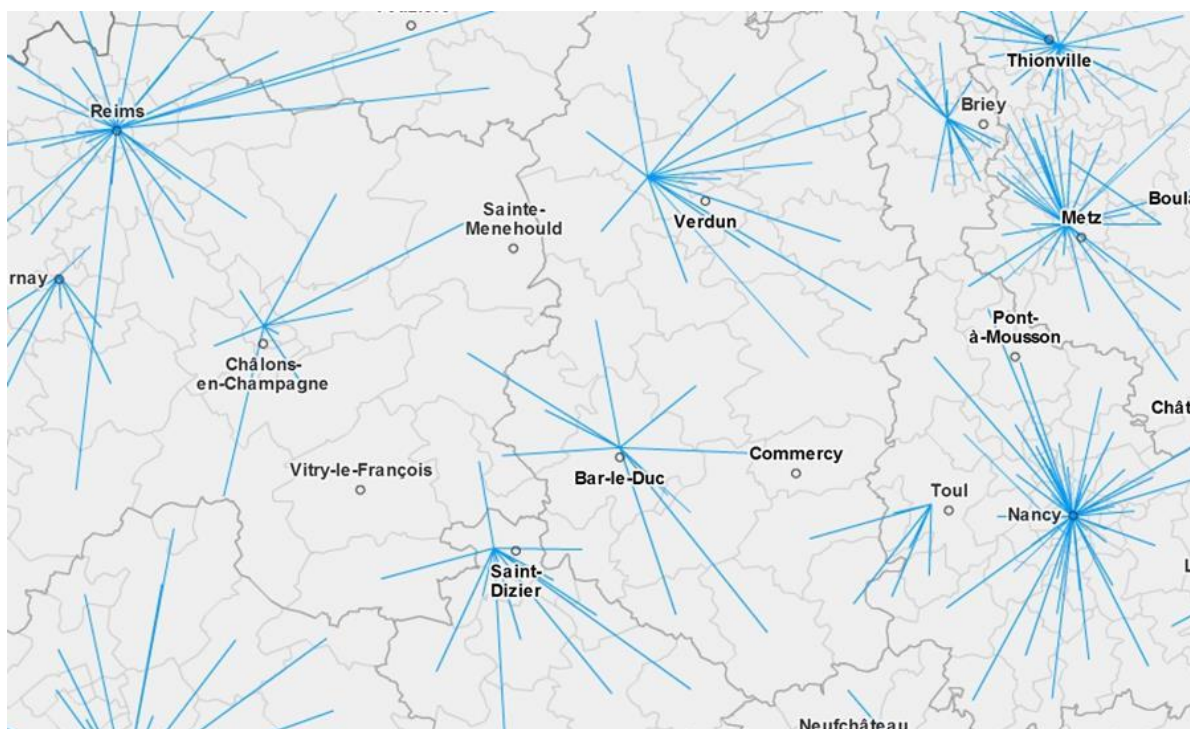 Thionville
Reims
Briey
Sainte-
Menehould
Verdun
Metz
rnay
Pont-
à-Mousson
Châlons-
en-Champagne
Chât
Commercy
Vitry-le-François
Bar-le-Duc
Toul
Nancy
Saint-
Dizier
Neufchâteau